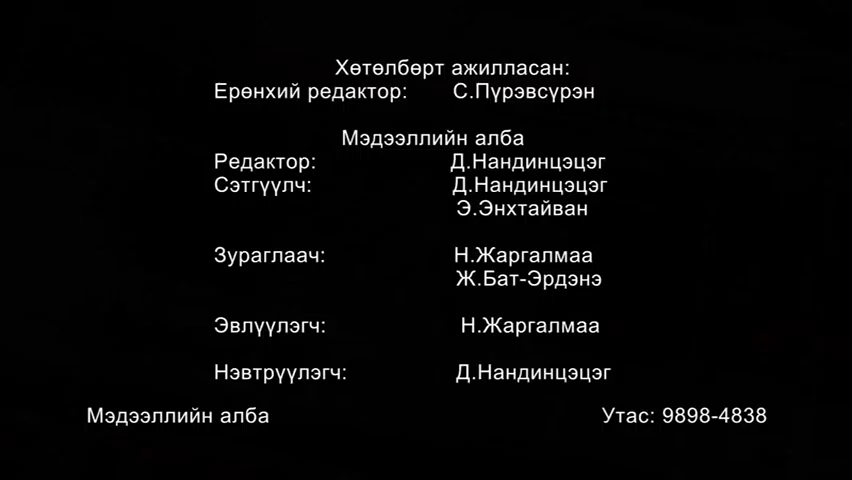 Хөтөлбөрт ажилласан:
Ерөнхий редактор: С.Пүрэвсүрэн
Мэдээллийн алба
Редактор: Д.Нандинцэцэг
Сэтгүүлч: Д.Нандинцэцэг
Э.Энхтайван
Зураглаач: Н.Жаргалмаа
Ж.Бат-Эрдэнэ
Эвлүүлэгч: Н.Жаргалмаа
Нэвтрүүлэгч: Д.Нандинцэцэг
Мэдээллийн алба Утас: 9898-4838